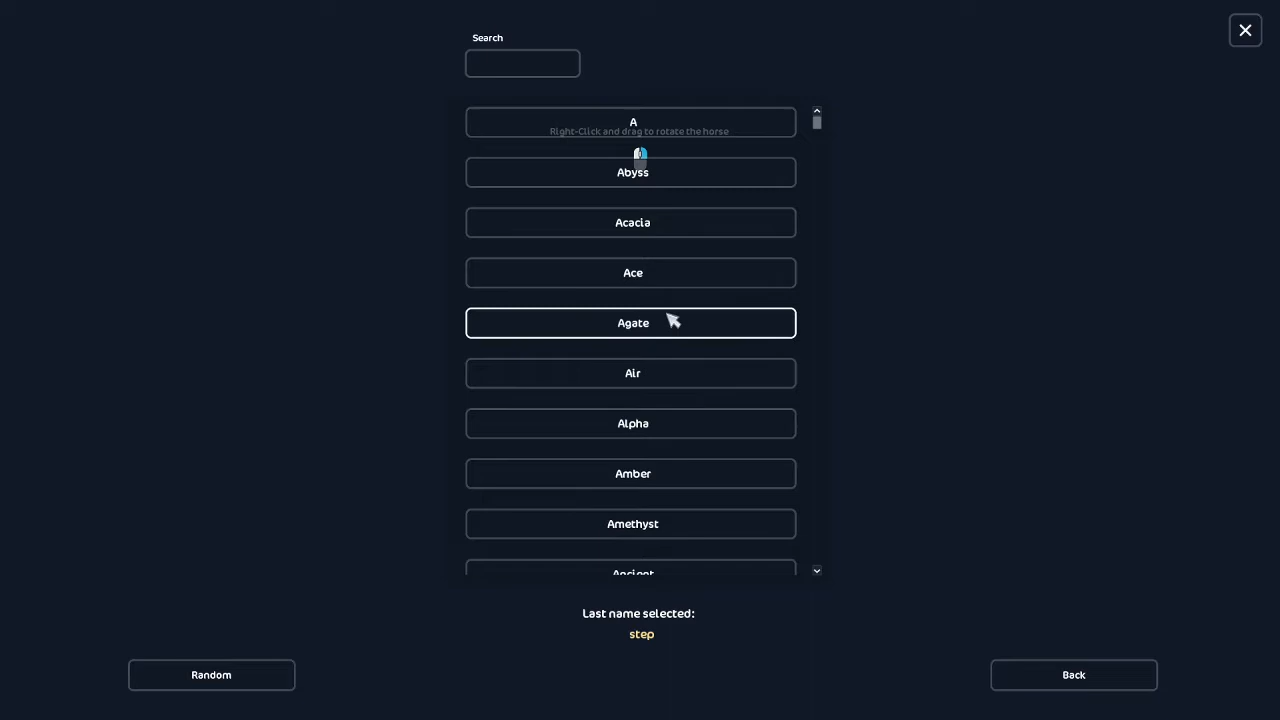 Search
A
Right-Click and drag to rotate the horse
Abyss
Acacia
Ace
Agate
Air
Alpha
Amber
Amethyst
Ancient
Last name selected:
step
Random
Back